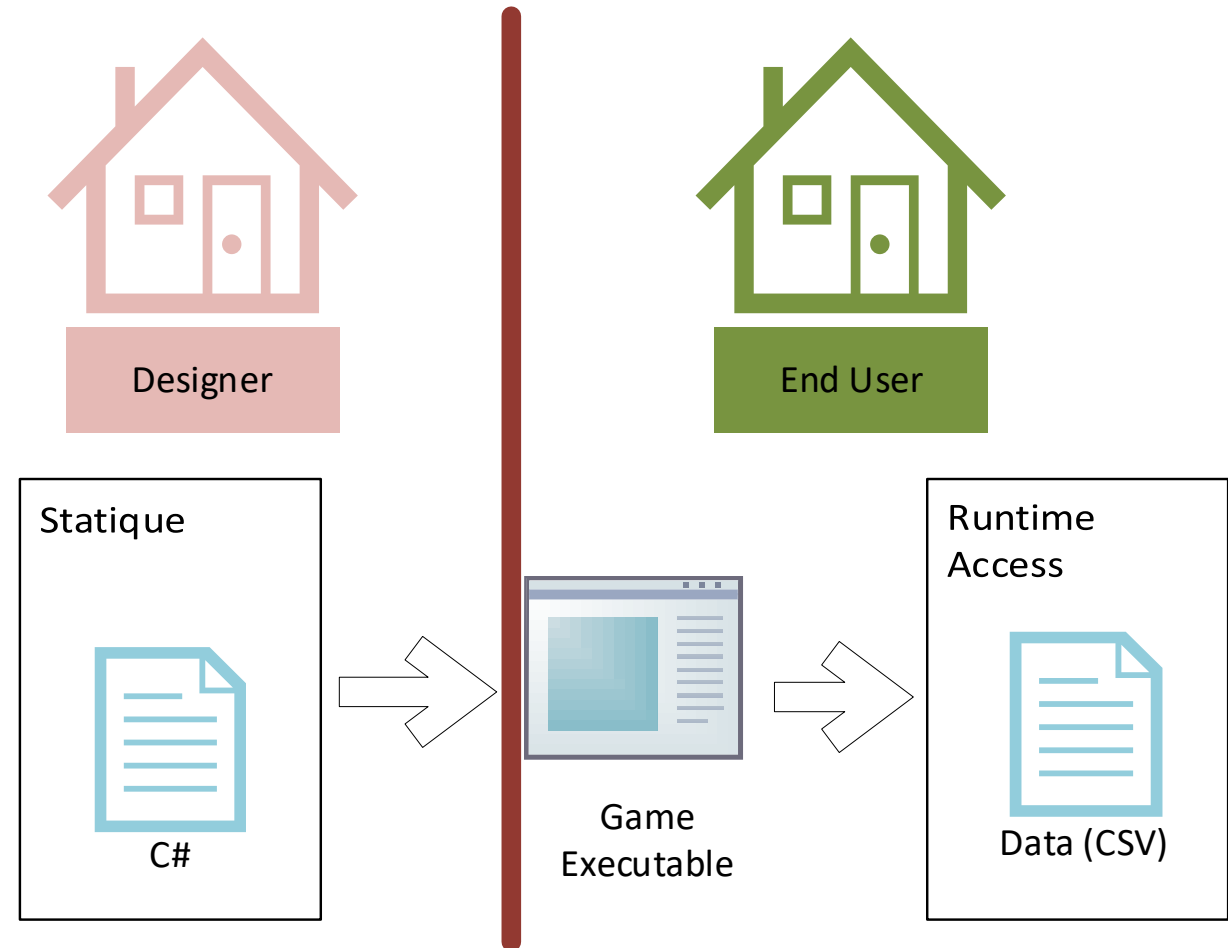 Designer
End User
Statique
C#
Game
Executable
Runtime
Access
Data (CSV)